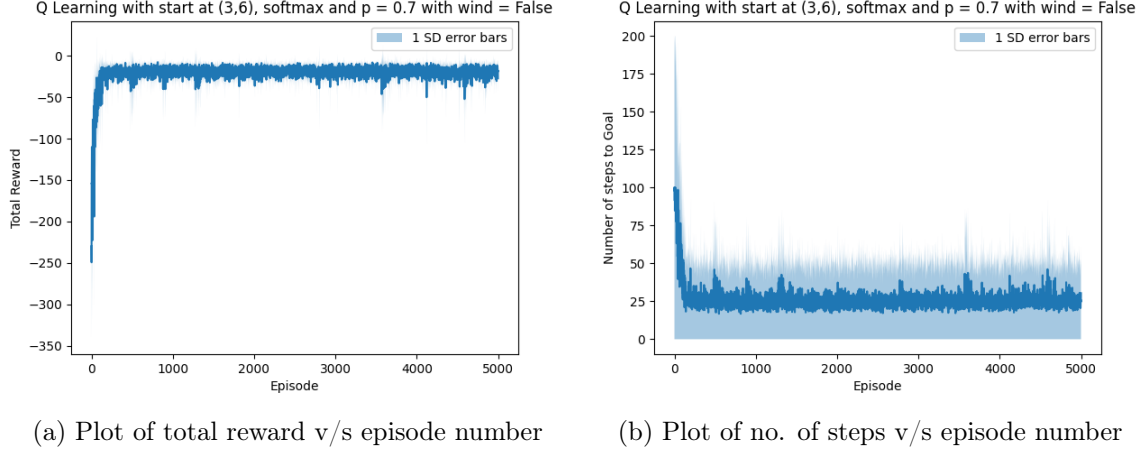 Q Learning with start at (3,6), softmax and p = 0.7 with wind = False
1 SD error bars
Total Reward
0
−50
−100
−150
−200
−250
−300
−350
0
1000
2000
3000
4000
5000
Episode
(a) Plot of total reward v/s episode number
Q Learning with start at (3,6), softmax and p = 0.7 with wind = False
1 SD error bars
Number of steps to Goal
200
175
150
125
100
75
50
25
0
0
1000
2000
3000
4000
5000
Episode
(b) Plot of no. of steps v/s episode number